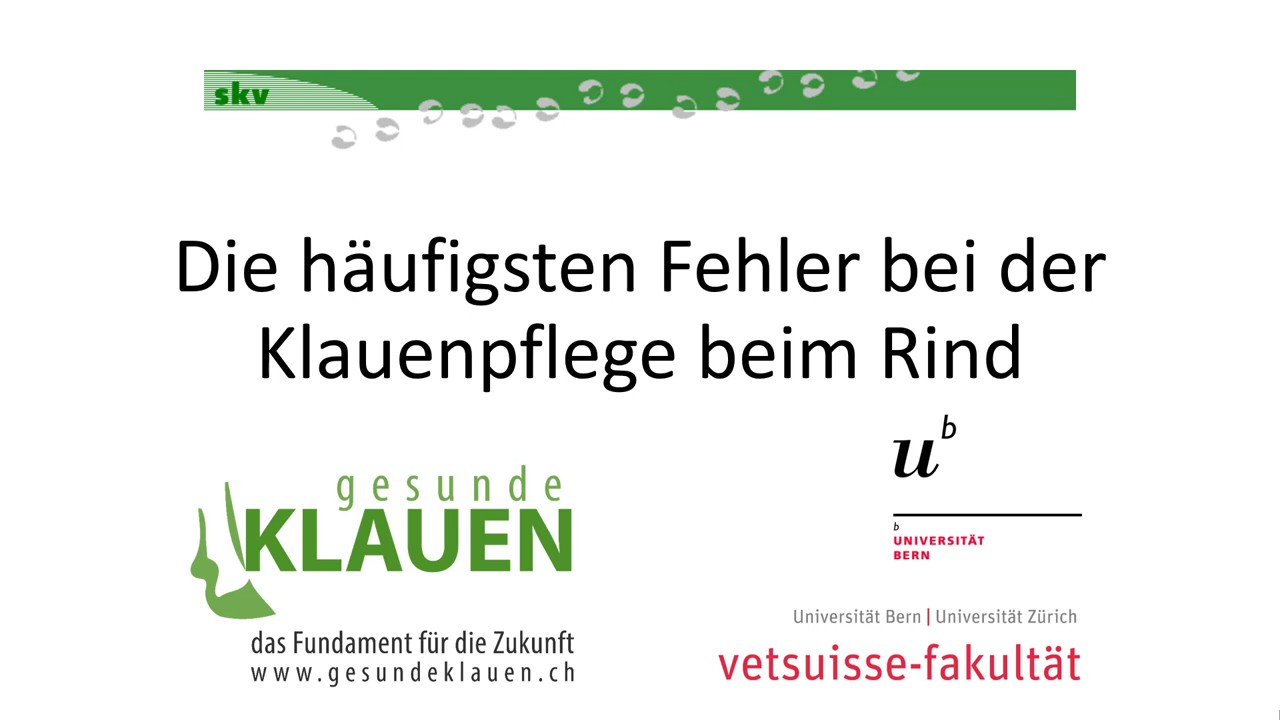 skv
Die häufigsten Fehler bei der
Klauenpflege beim Rind
gesunde
KLAUEN
das Fundament für die Zukunft
www.gesundeklauen.ch
u b
b
UNIVERSITÄT
BERN
Universität Bern | Universität Zürich
vetsuisse-fakultät